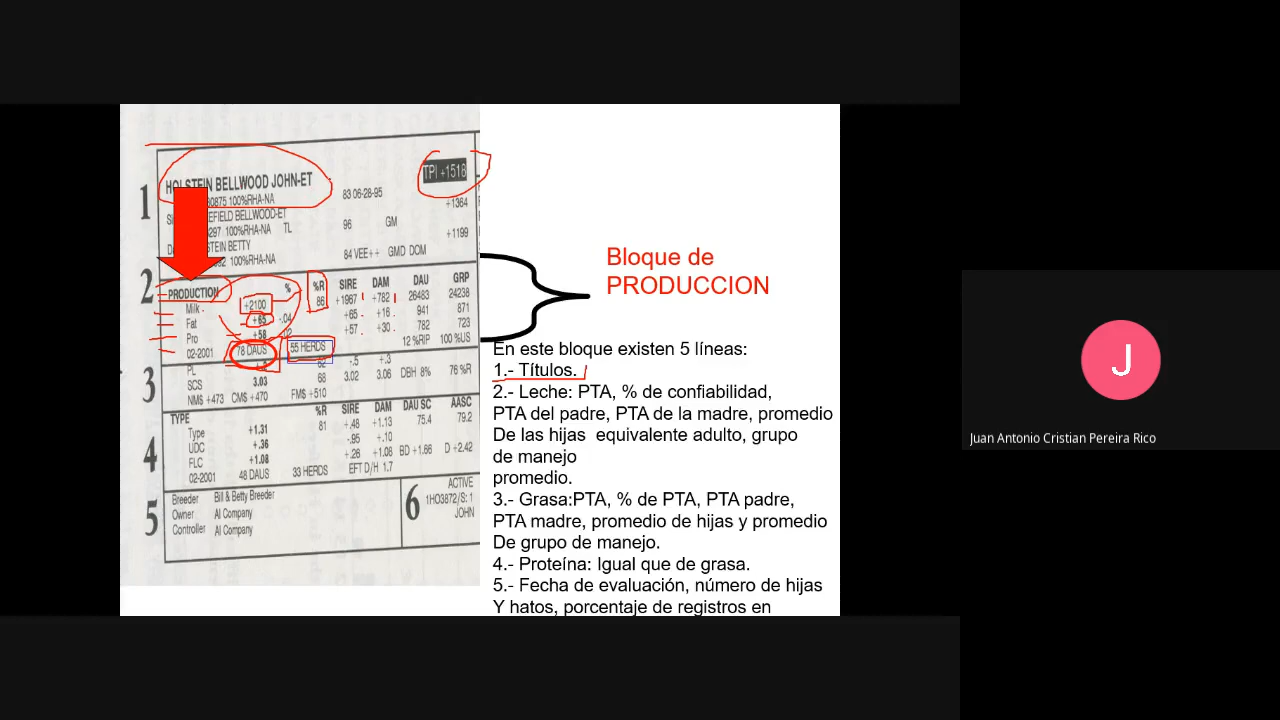 1
HOLSTEIN BELLWOOD JOHN-ET
TPI +1516
100%RHA-NA
83 06-28-95
+1364
BELLWOOD-ET
100%RHA-NA TL
96 GM
+1199
BETTY
100%RHA-NA
84 VEE++ GMD DOM
2
PRODUCTION % %R SIRE DAM DAU GRP
Milk +2100 86 +1967 +782 26483 24238
Fat +65 -.04 +65 +16 941 871
Pro +58 +57 +30 782 723
02-2001 78 DAUS 55 HERDS 12 %RIP 100 %US
3
PL -.5 +.3
SCS 3.03 68 3.02 3.06 DBH 8% 76 %R
NM$ +473 CM$ +470 FM$ +510
4
TYPE %R SIRE DAM DAU SC AASC
Type +1.31 81 +.48 +1.13 75.4 79.2
UDC +.36 -.95 +.10
FLC +1.08 +.26 +1.08 BD +1.66 D +2.42
02-2001 48 DAUS 33 HERDS EFT D/H 1.7
5
Breeder Bill & Betty Breeder
Owner AI Company
Controller AI Company
6
ACTIVE
1HO3872/S: 1
JOHN
Bloque de
PRODUCCION
En este bloque existen 5 líneas:
1.- Títulos.
2.- Leche: PTA, % de confiabilidad,
PTA del padre, PTA de la madre, promedio
De las hijas equivalente adulto, grupo
de manejo
promedio.
3.- Grasa:PTA, % de PTA, PTA padre,
PTA madre, promedio de hijas y promedio
De grupo de manejo.
4.- Proteína: Igual que de grasa.
5.- Fecha de evaluación, número de hijas
Y hatos, porcentaje de registros en
J
Juan Antonio Cristian Pereira Rico